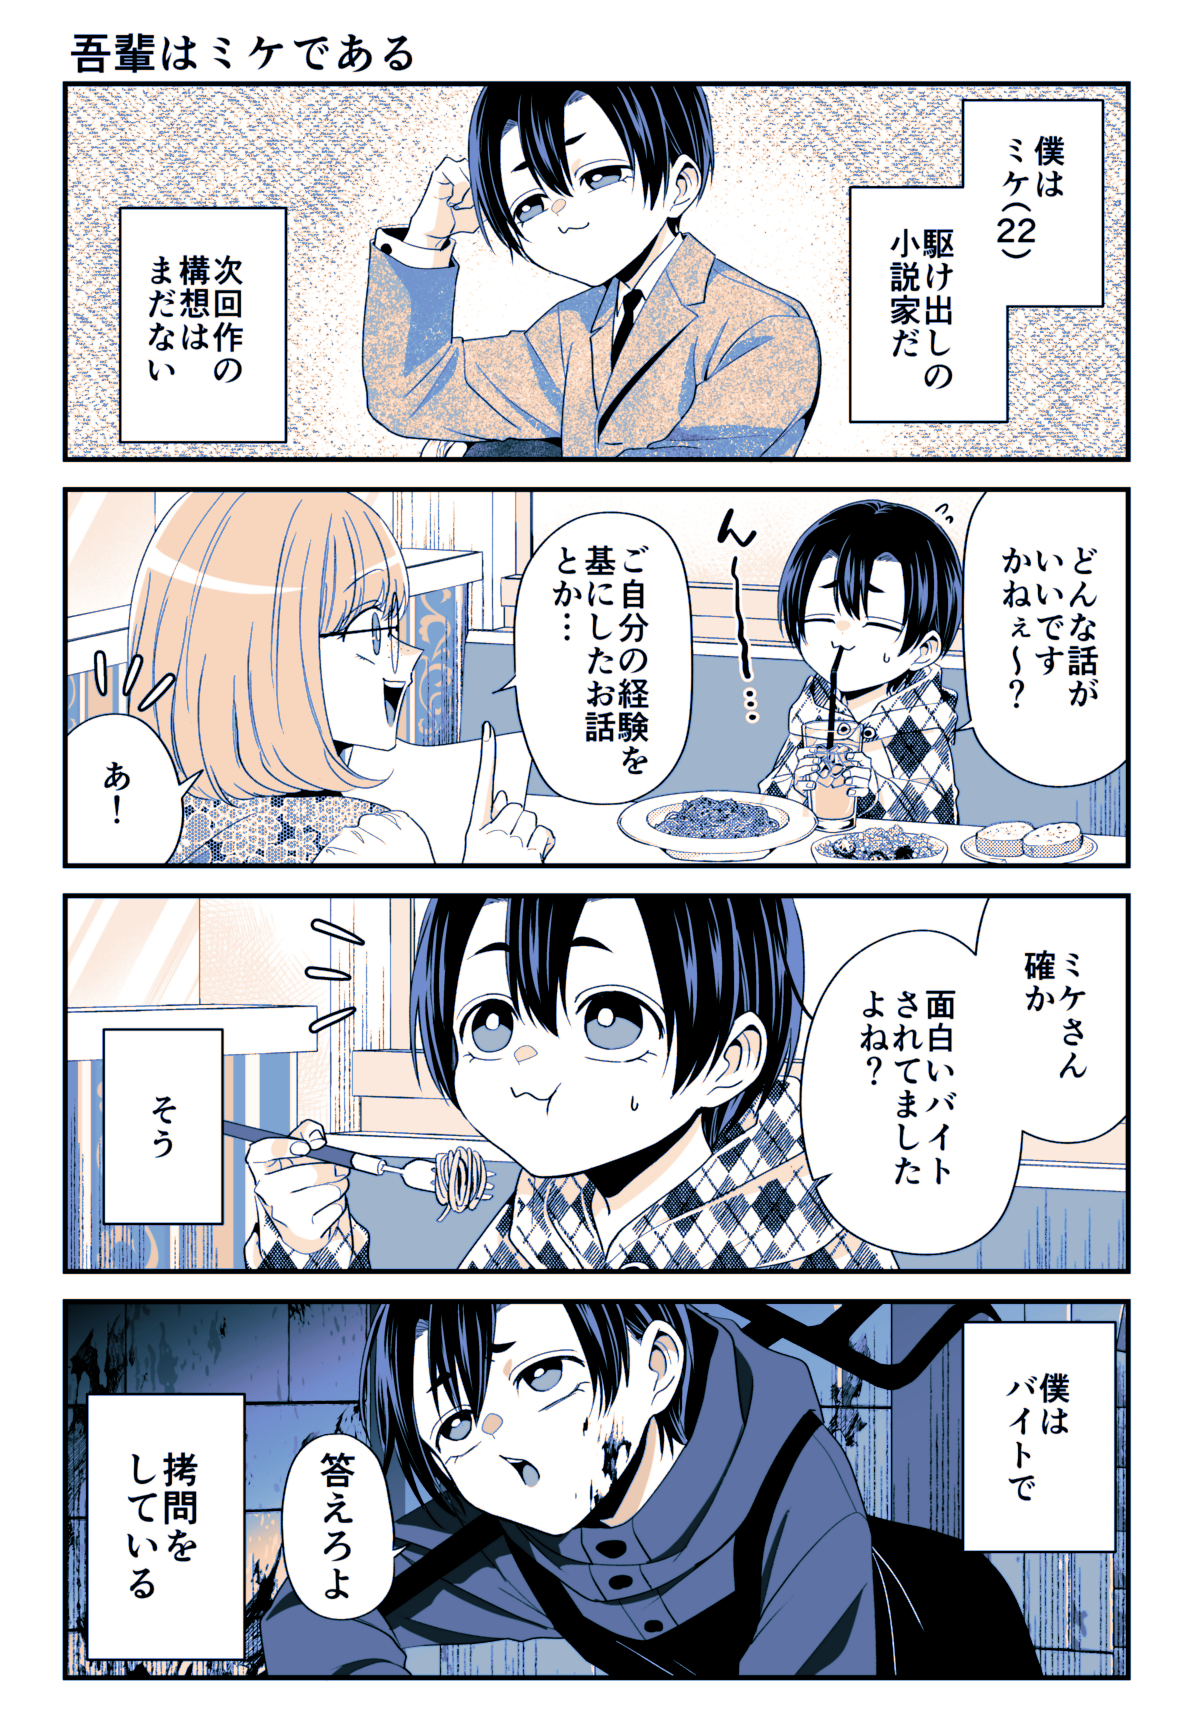 吾輩はミケである
僕は
ミケ(22)
駆け出しの
小説家だ
次回作の
構想は
まだない
どんな話が
いいです
かねぇ〜?
ん〜…
ご自分の経験を
基にしたお話
とか…
あ!
ミケさん
確か
面白いバイト
されてました
よね?
そう
僕は
バイトで
答えろよ
拷問を
している